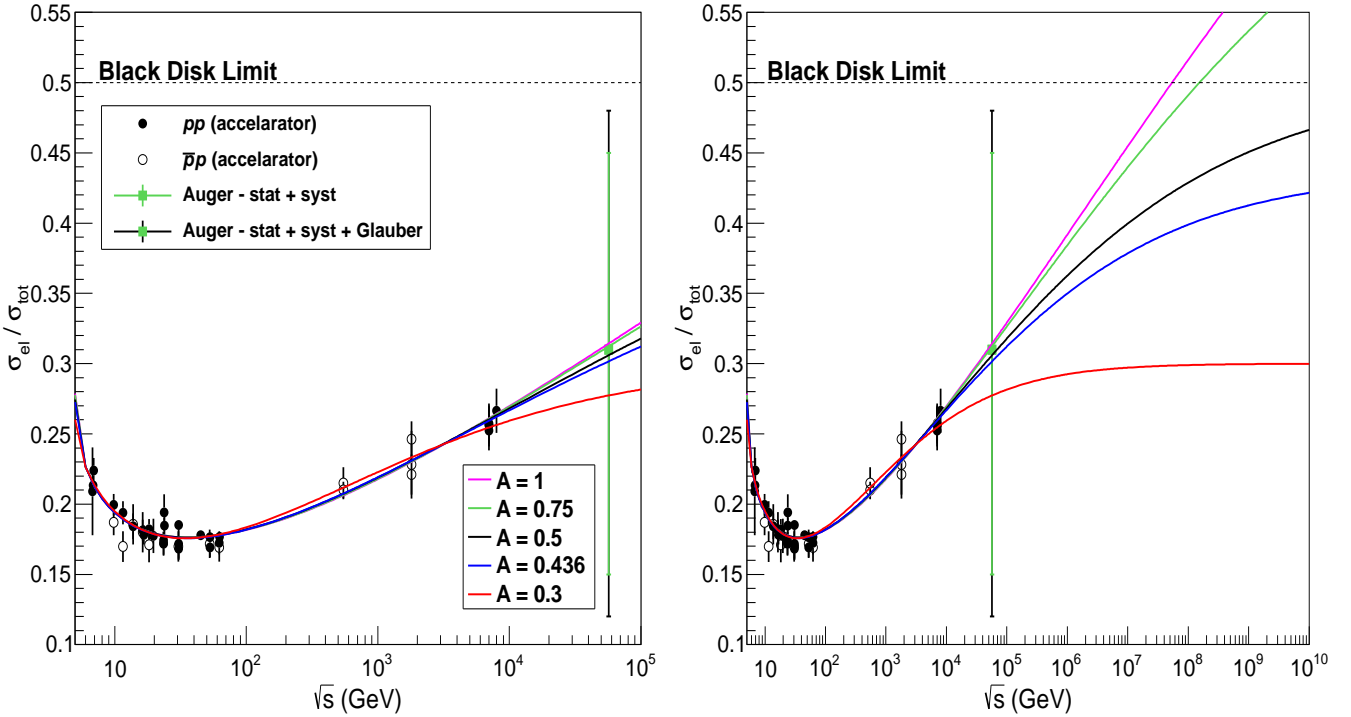 0.55
0.5
0.45
0.4
0.35
0.3
0.25
0.2
0.15
0.1
σel / σtot
Black Disk Limit
pp (accelarator)
p̅p (accelarator)
Auger - stat + syst
Auger - stat + syst + Glauber
A = 1
A = 0.75
A = 0.5
A = 0.436
A = 0.3
10 10² 10³ 10⁴ 10⁵
√s (GeV)
0.55
0.5
0.45
0.4
0.35
0.3
0.25
0.2
0.15
0.1
σel / σtot
Black Disk Limit
10 10² 10³ 10⁴ 10⁵ 10⁶ 10⁷ 10⁸ 10⁹ 10¹⁰
√s (GeV)